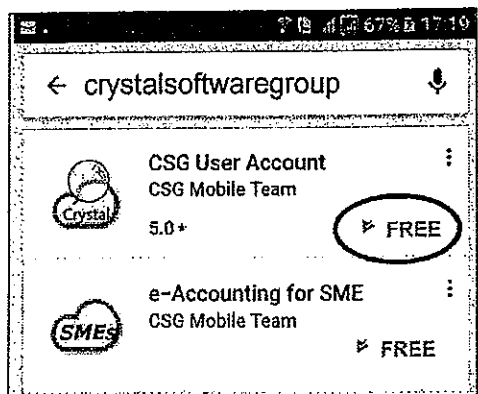 67% 17:19
← crystalsoftwaregroup
CSG User Account
CSG Mobile Team
Crystal
5.0★
FREE
e-Accounting for SME
CSG Mobile Team
SMEs
FREE